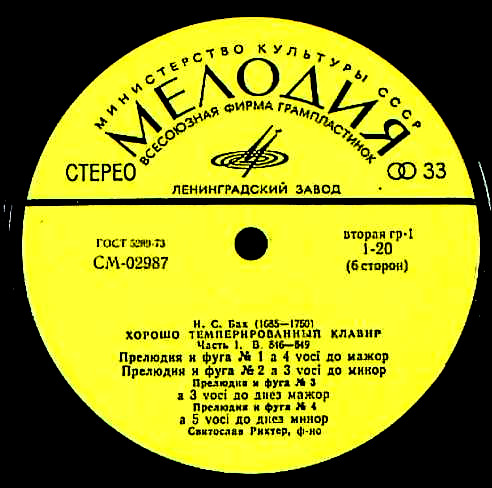 МИНИСТЕРСТВО КУЛЬТУРЫ СССР
МЕЛОДИЯ
ВСЕСОЮЗНАЯ ФИРМА ГРАМПЛАСТИНОК
СТЕРЕО
33
ЛЕНИНГРАДСКИЙ ЗАВОД
ГОСТ 5289-73
СМ-02987
вторая гр-1
1-20
(6 сторон)
И. С. Бах (1685—1750)
ХОРОШО ТЕМПЕРИРОВАННЫЙ КЛАВИР
Часть 1. В. 846—849
Прелюдия и фуга № 1 а 4 voci до мажор
Прелюдия и фуга № 2 а 3 voci до минор
Прелюдия и фуга № 3
а 3 voci до диез мажор
Прелюдия и фуга № 4
а 5 voci до диез минор
Святослав Рихтер, ф-но